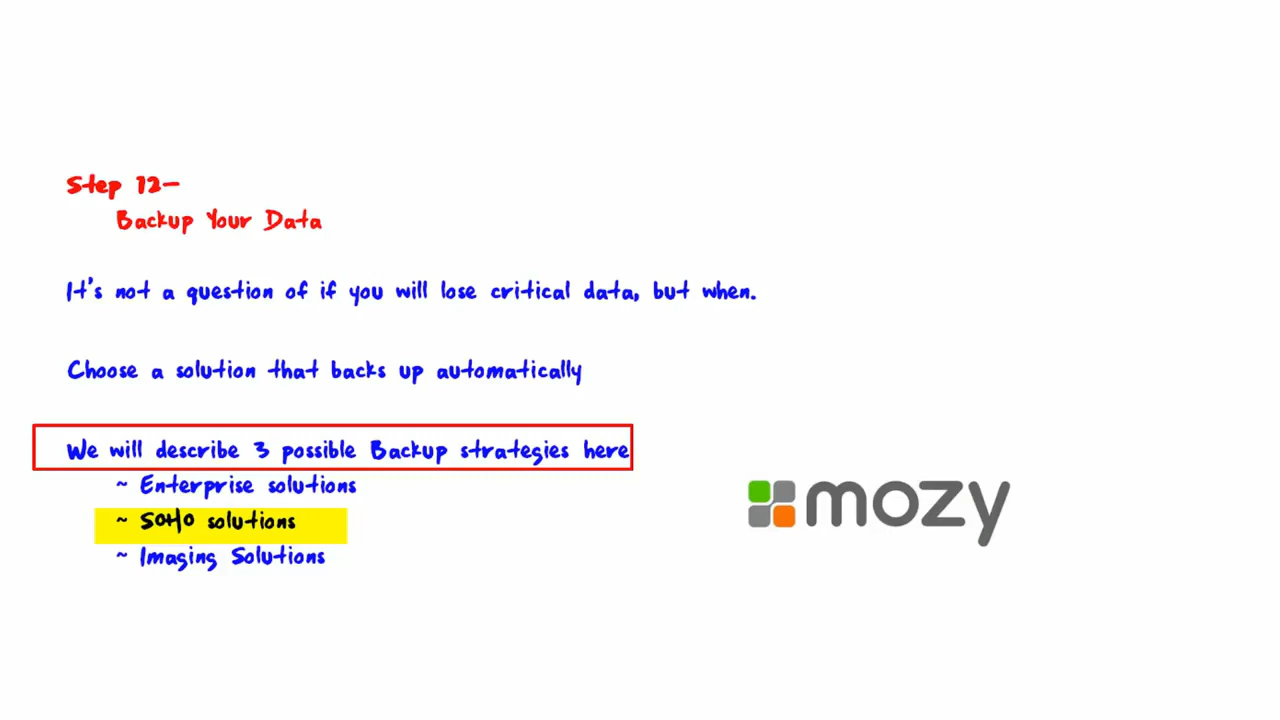 Step 12-
Backup Your Data
It's not a question of if you will lose critical data, but when.
Choose a solution that backs up automatically
We will describe 3 possible Backup strategies here
~ Enterprise solutions
~ SOHO solutions
~ Imaging Solutions
mozy